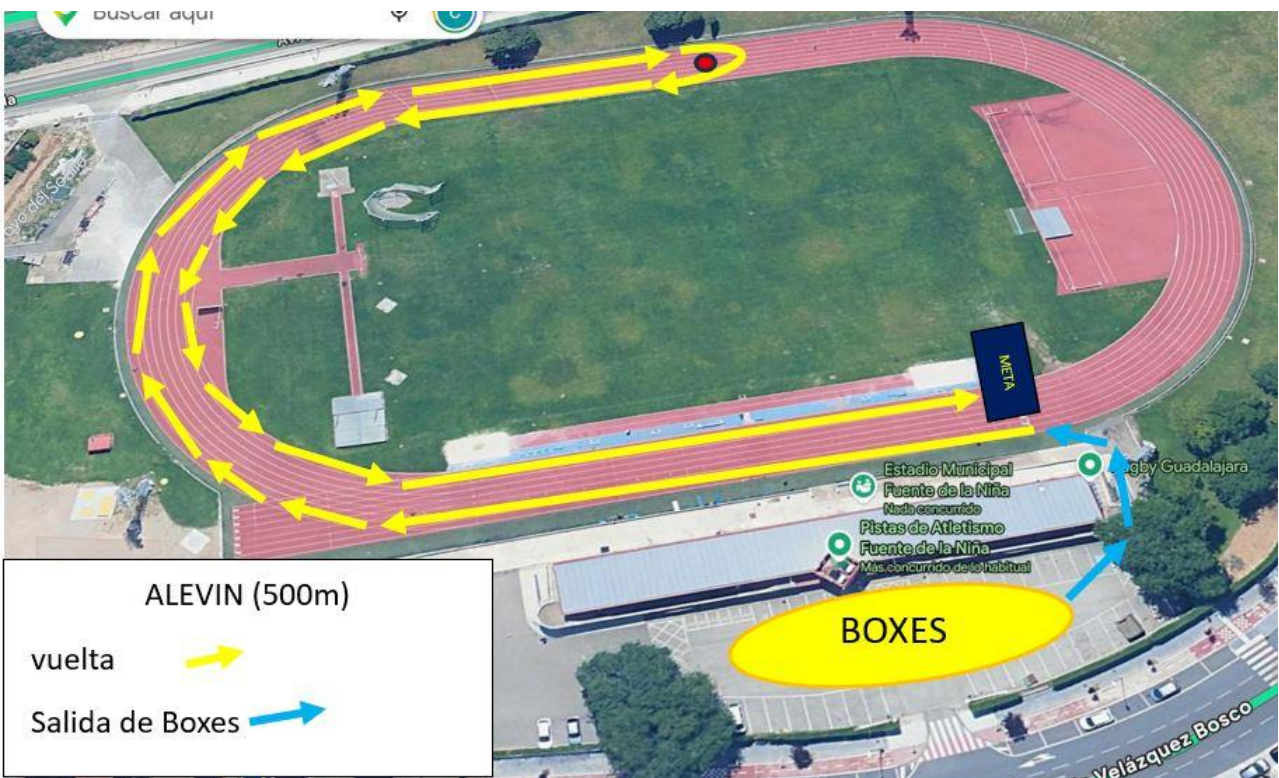 Buscar aquí
META
Estadio Municipal
Fuente de la Niña
Nada concurrido
Rugby Guadalajara
Pistas de Atletismo
Fuente de la Niña
Más concurrido de lo habitual
BOXES
Velázquez Bosco
ALEVIN (500m)
vuelta
Salida de Boxes